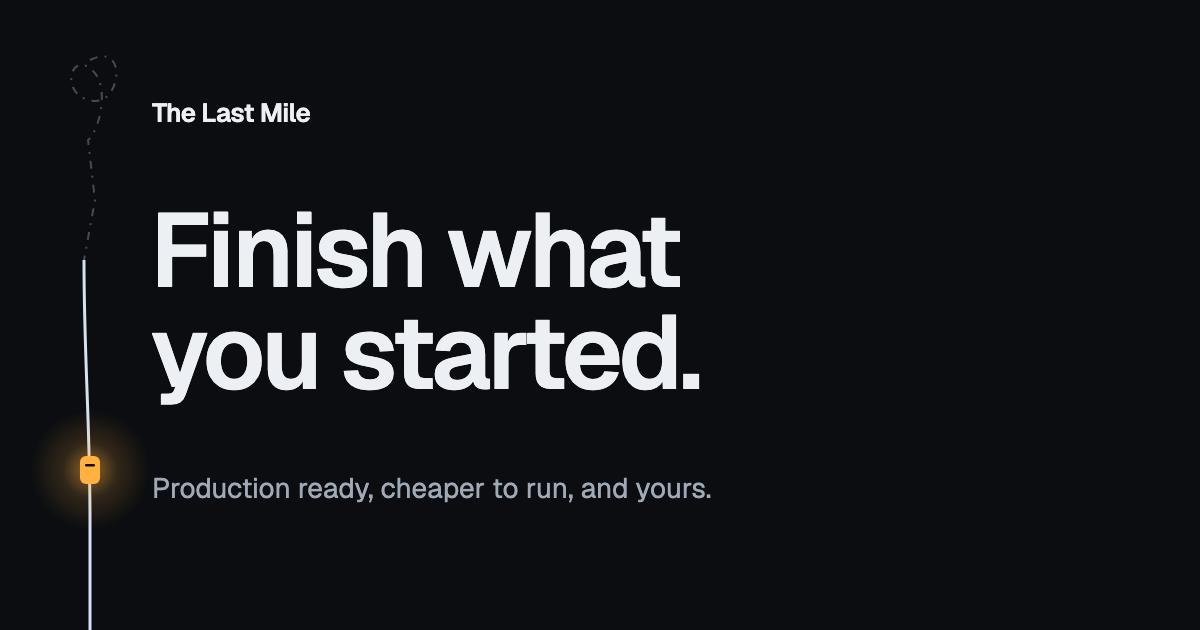 The Last Mile
Finish what
you started.
Production ready, cheaper to run, and yours.